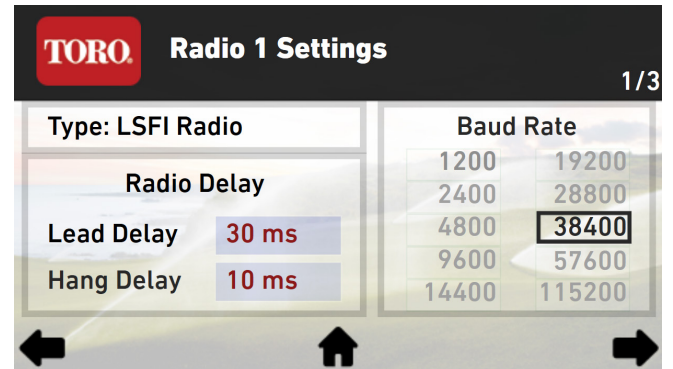 TORO.
Radio 1 Settings
1/3
Type: LSFI Radio
Radio Delay
Lead Delay 30 ms
Hang Delay 10 ms
Baud Rate
1200 19200
2400 28800
4800 38400
9600 57600
14400 115200